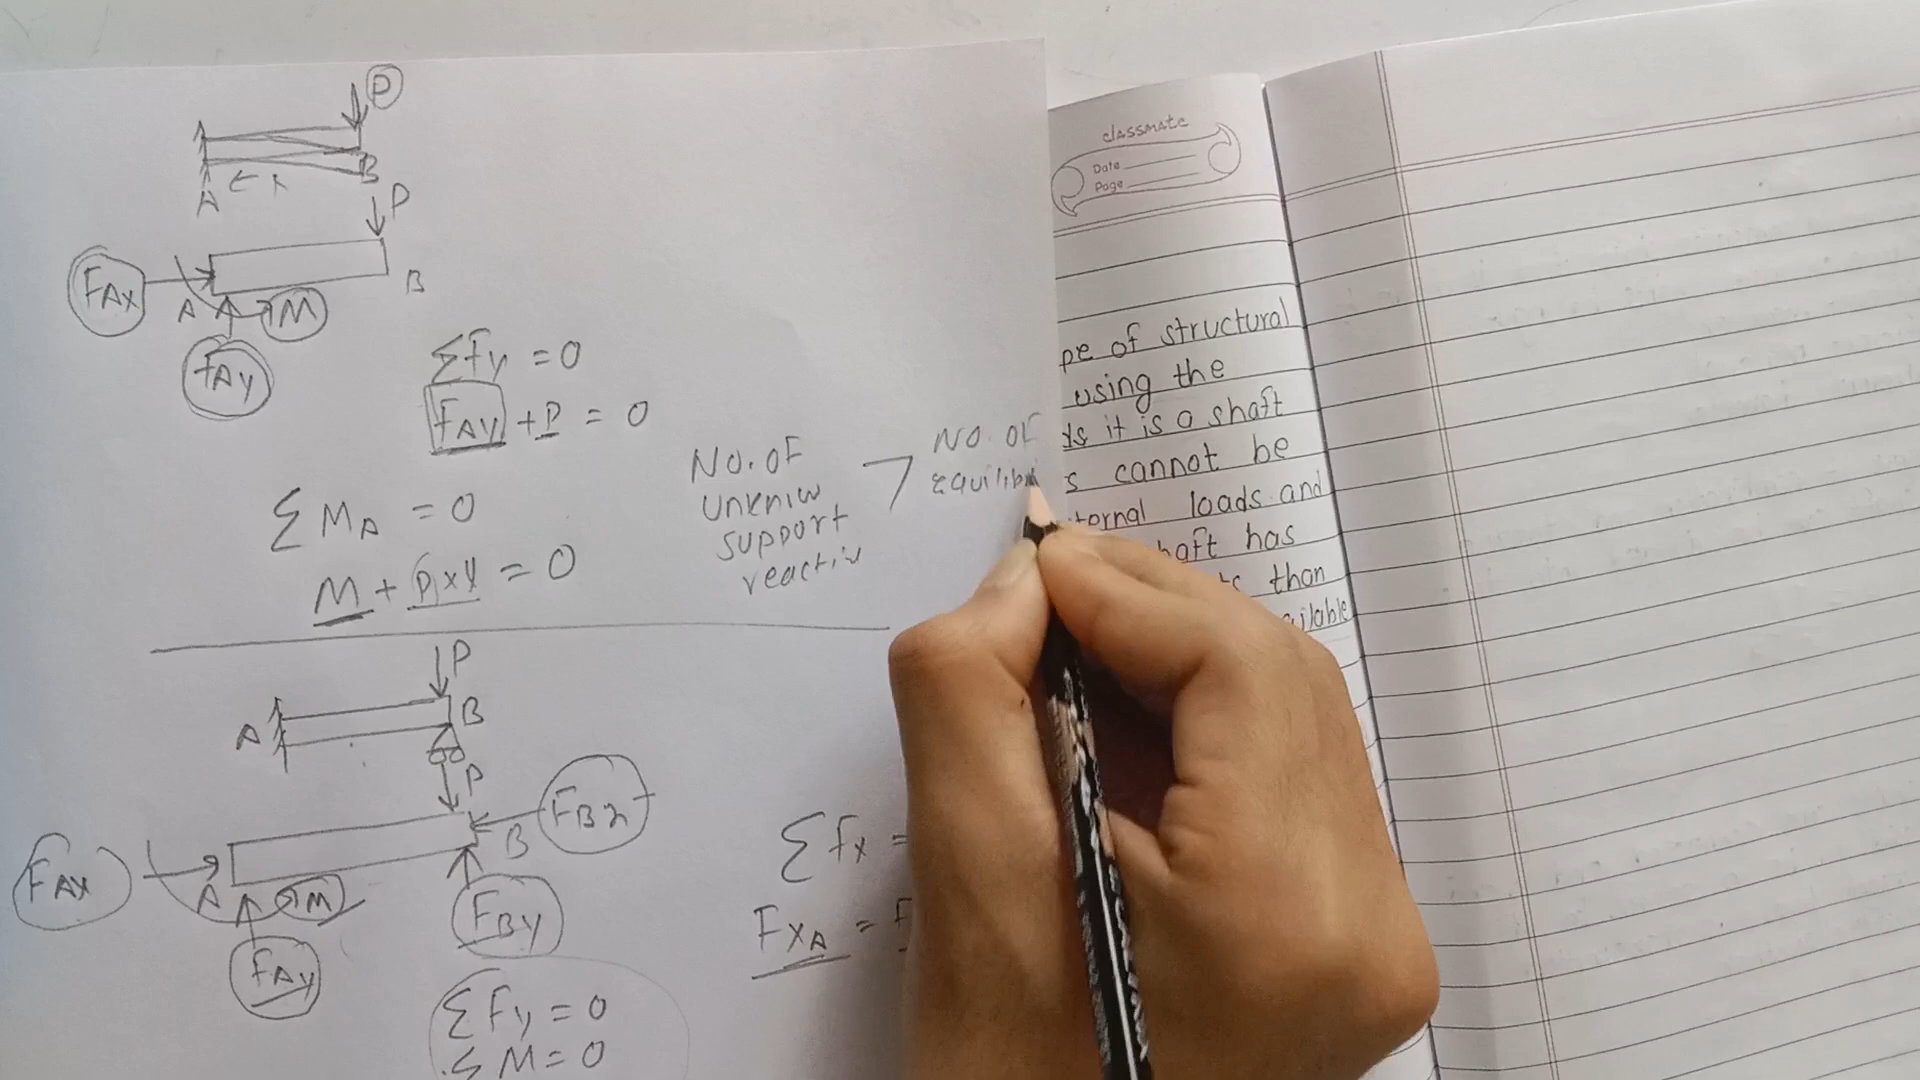 P
B
A
P
FAX
A
M
B
FAY
ΣFy = 0
FAY + P = 0
ΣMA = 0
M + P × y = 0
NO. OF
unkniw
support
reactiv
>
NO. OF
equilib
P
A
B
P
FBx
B
FAX
A
M
FBY
FAY
ΣFy = 0
ΣM = 0
ΣFx =
FXA =
classmate
Date
Page
pe of structural
using the
it is a shaft
s cannot be
ternal loads and
haft has
than
ailable